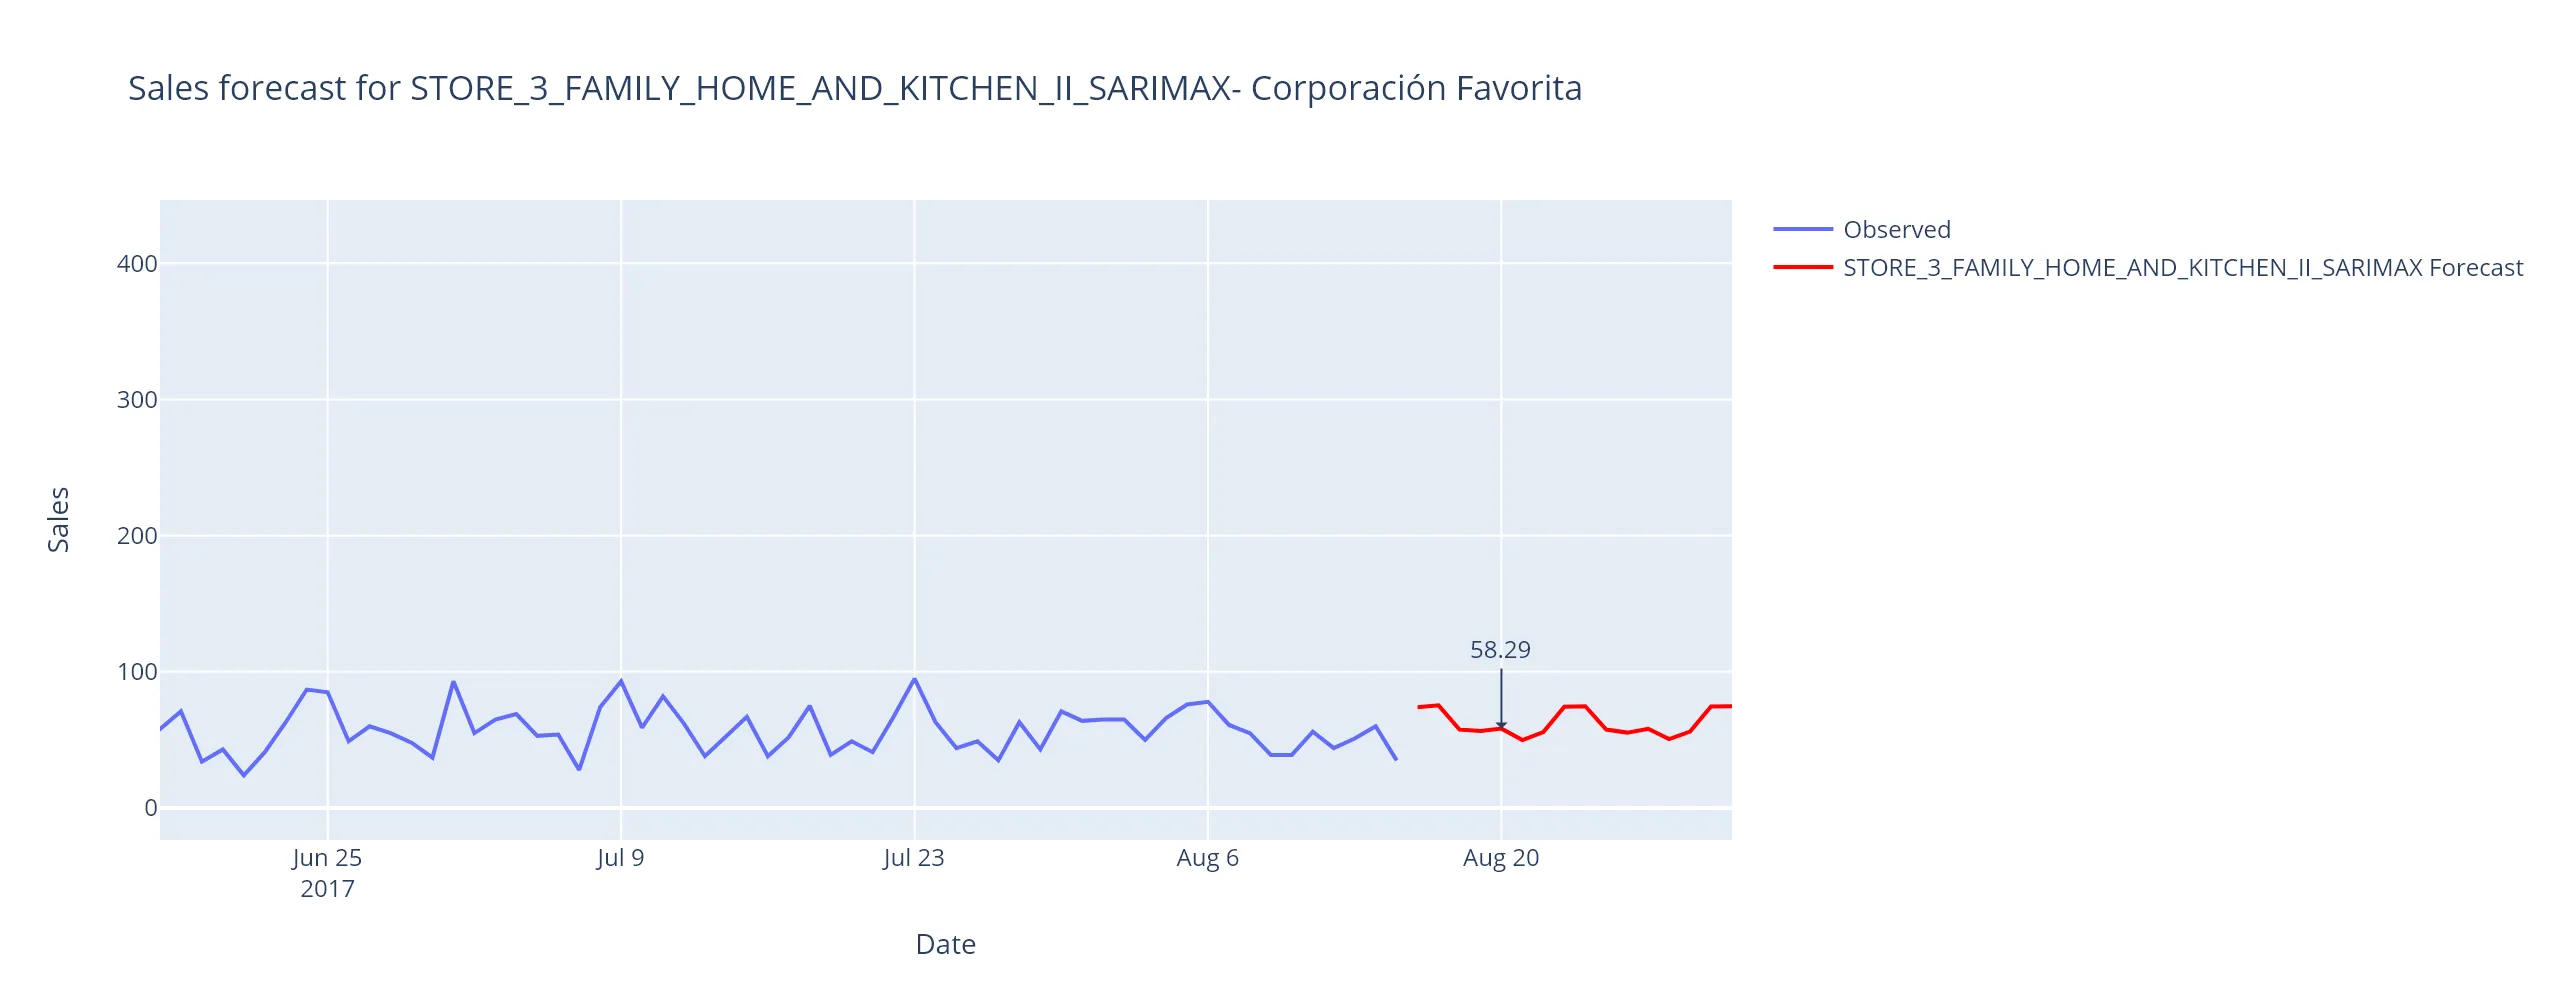 Sales forecast for STORE_3_FAMILY_HOME_AND_KITCHEN_II_SARIMAX- Corporación Favorita
Observed
STORE_3_FAMILY_HOME_AND_KITCHEN_II_SARIMAX Forecast
400
300
200
100
0
Sales
58.29
Jun 25
2017
Jul 9
Jul 23
Aug 6
Aug 20
Date